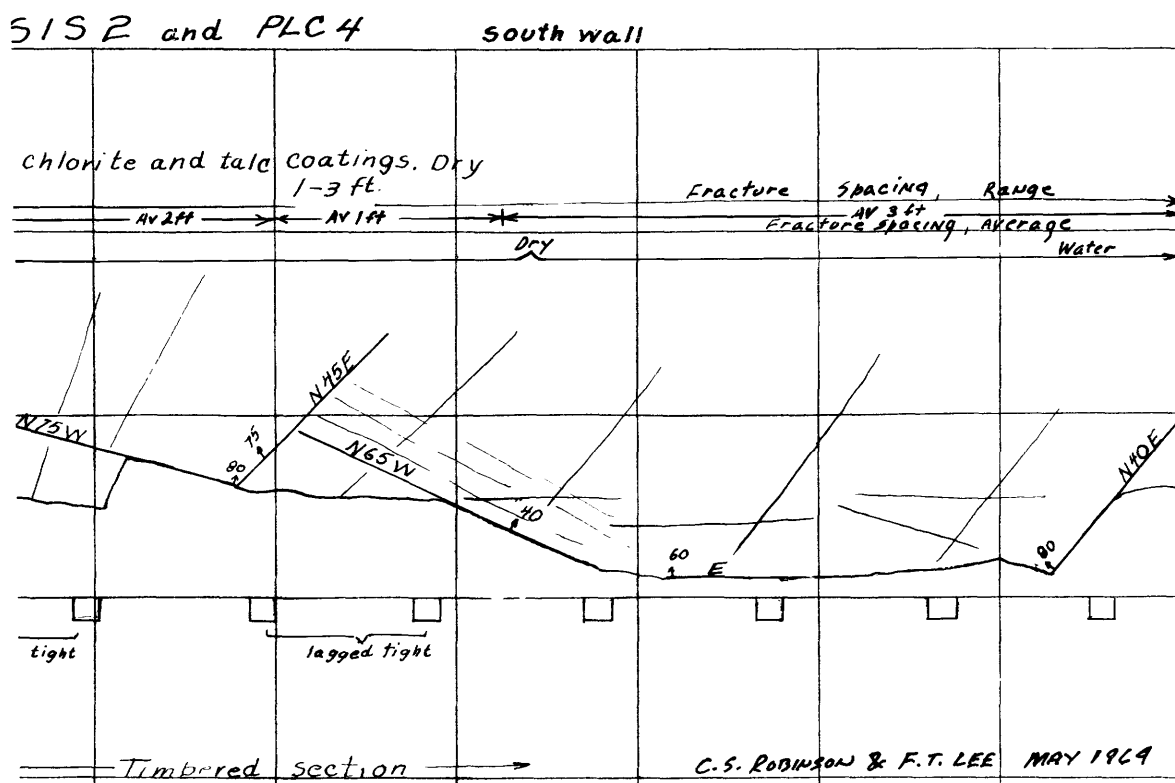 SIS 2 and PLC 4 South wall
chlorite and talc coatings. Dry
1-3 ft.
Fracture Spacing, Range
Av 2ft Av 1ft AV 3 ft
Fracture spacing, Average
Dry
Water
N75W
80
75
N45E
N65W
40
60
E
80
N40E
tight
lagged tight
Timbered section
C.S. ROBINSON & F.T. LEE MAY 1964